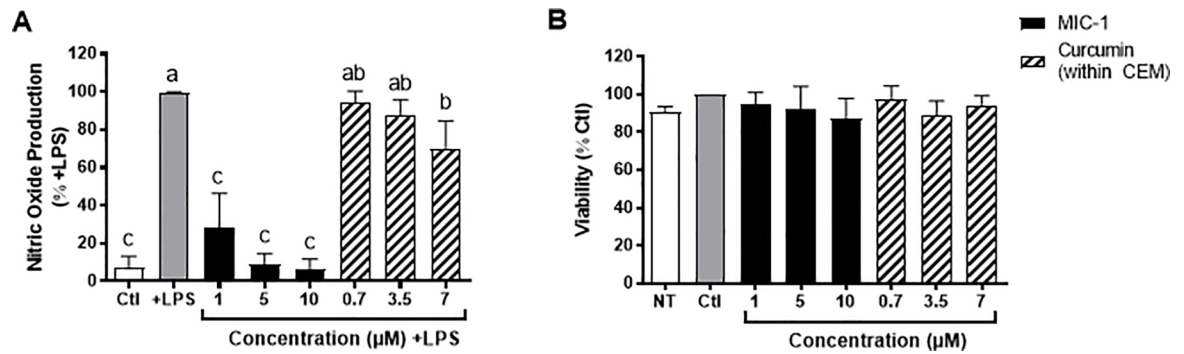 A
Nitric Oxide Production
(% +LPS)
120
100
80
60
40
20
0
a
ab
ab
b
c
c
c
c
Ctl
+LPS
1
5
10
0.7
3.5
7
Concentration (µM) +LPS
B
Viability (% Ctl)
120
100
80
60
40
20
0
NT
Ctl
1
5
10
0.7
3.5
7
Concentration (µM)
MIC-1
Curcumin
(within CEM)